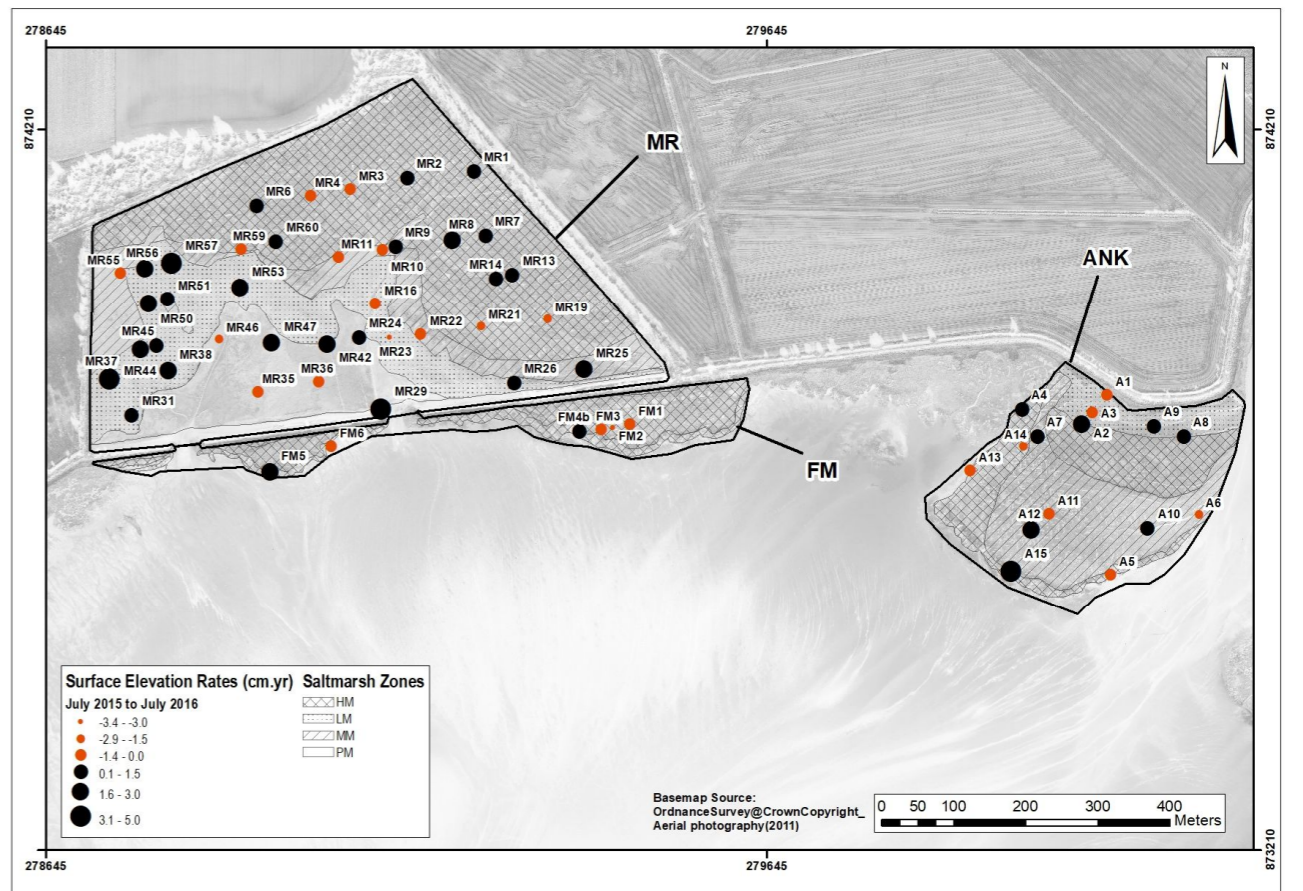 278645
279645
874210
874210
N
MR
MR1
MR2
MR3
MR4
MR6
MR7
MR8
MR9
MR60
MR59
MR11
MR10
MR57
MR56
MR55
MR53
MR14
MR13
MR51
MR50
MR16
MR19
MR21
MR22
MR24
MR23
MR46
MR47
MR42
MR45
MR44
MR38
MR37
MR36
MR35
MR25
MR26
MR29
MR31
FM4b
FM3
FM1
FM2
FM6
FM5
FM
ANK
A1
A4
A3
A2
A9
A8
A7
A14
A13
A11
A12
A10
A6
A15
A5
Surface Elevation Rates (cm.yr)
July 2015 to July 2016
-3.4 - -3.0
-2.9 - -1.5
-1.4 - 0.0
0.1 - 1.5
1.6 - 3.0
3.1 - 5.0
Saltmarsh Zones
HM
LM
MM
PM
Basemap Source:
OrdnanceSurvey@CrownCopyright_
Aerial photography(2011)
0 50 100 200 300 400
Meters
873210
278645
279645